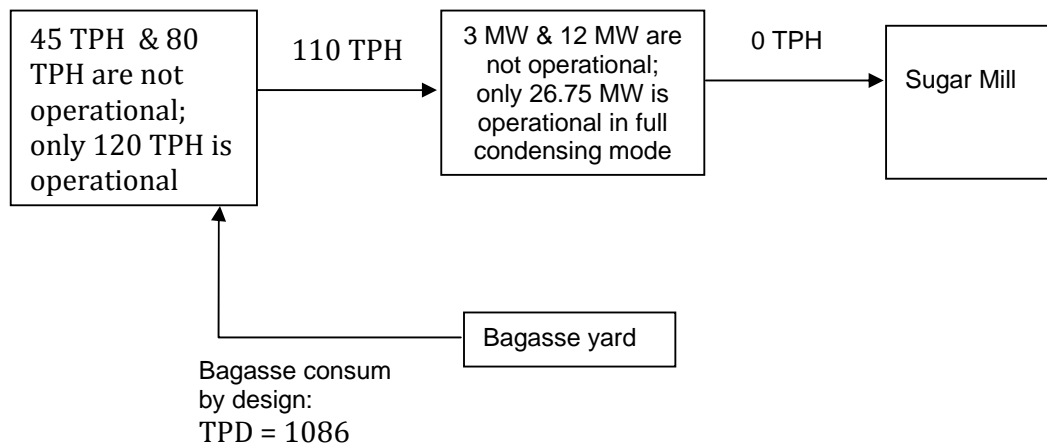 45 TPH & 80
TPH are not
operational;
only 120 TPH is
operational
110 TPH
3 MW & 12 MW are
not operational;
only 26.75 MW is
operational in full
condensing mode
0 TPH
Sugar Mill
Bagasse yard
Bagasse consum
by design:
TPD = 1086